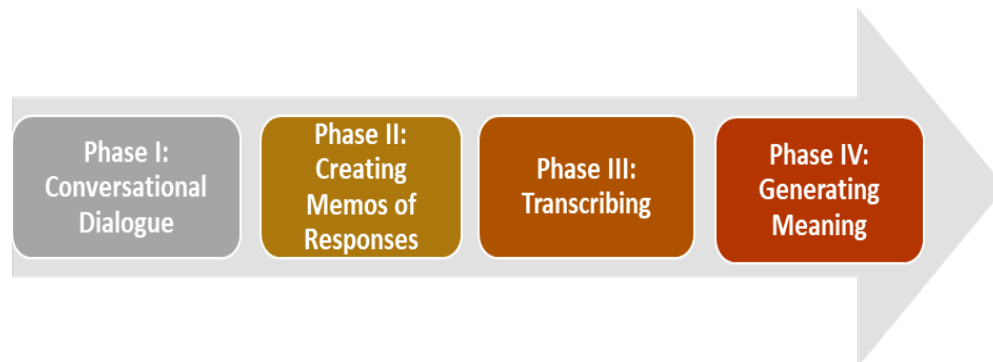 Phase I:
Conversational
Dialogue
Phase II:
Creating
Memos of
Responses
Phase III:
Transcribing
Phase IV:
Generating
Meaning